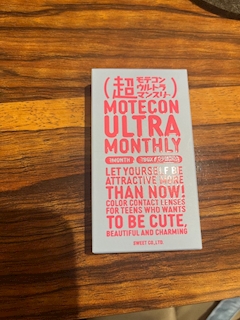 (超モテコン
ウルトラ
マンスリー)
MOTECON
ULTRA
MONTHLY
1MONTH
LET YOURSELF BE
ATTRACTIVE MORE
THAN NOW!
COLOR CONTACT LENSES
FOR TEENS WHO WANTS
TO BE CUTE,
BEAUTIFUL AND CHARMING
SWEET CO.,LTD.